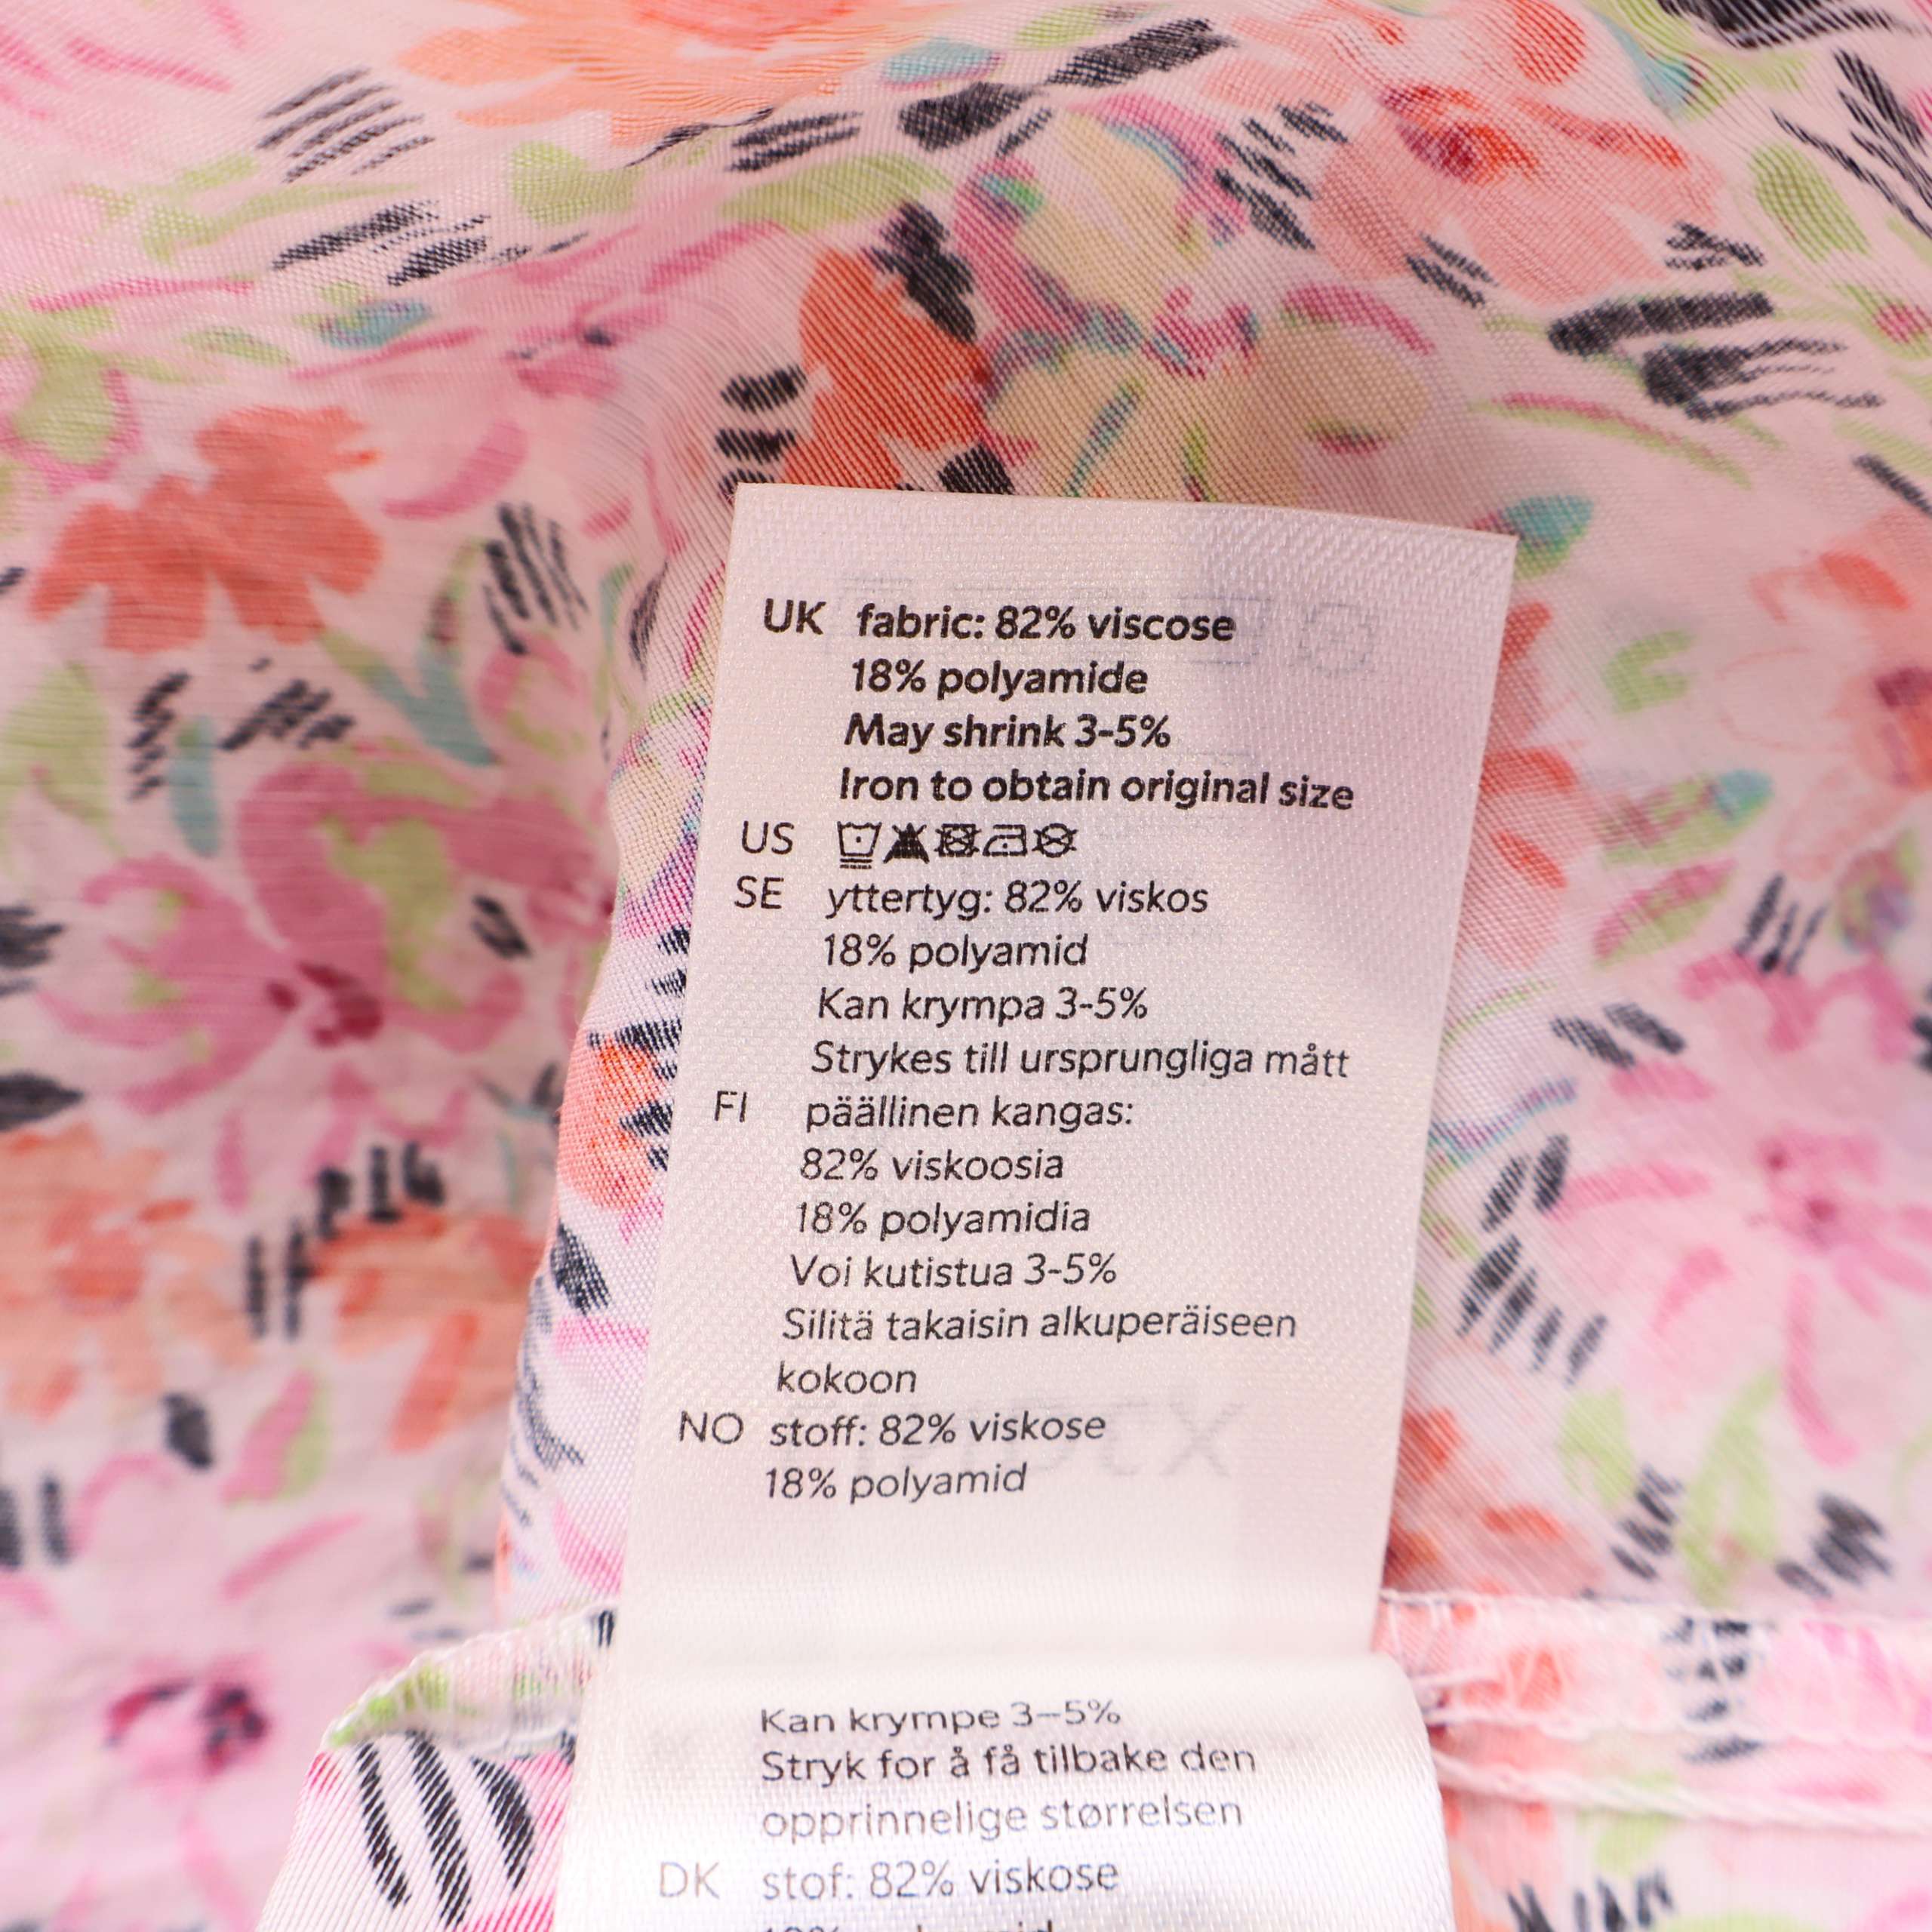 UK fabric: 82% viscose
18% polyamide
May shrink 3-5%
Iron to obtain original size
US
SE yttertyg: 82% viskos
18% polyamid
Kan krympa 3-5%
Strykes till ursprungliga mått
FI päällinen kangas:
82% viskoosia
18% polyamidia
Voi kutistua 3-5%
Silitä takaisin alkuperäiseen
kokoon
NO stoff: 82% viskose
18% polyamid
Kan krympe 3-5%
Stryk for å få tilbake den
opprinnelige størrelsen
DK stof: 82% viskose